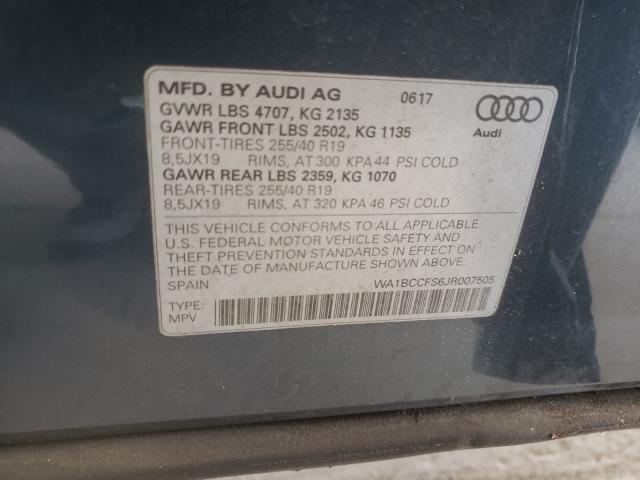 MFD. BY AUDI AG 0617
GVWR LBS 4707, KG 2135
GAWR FRONT LBS 2502, KG 1135
FRONT-TIRES 255/40 R19
8,5JX19 RIMS, AT 300 KPA 44 PSI COLD
GAWR REAR LBS 2359, KG 1070
REAR-TIRES 255/40 R19
8,5JX19 RIMS, AT 320 KPA 46 PSI COLD
Audi
THIS VEHICLE CONFORMS TO ALL APPLICABLE
U.S. FEDERAL MOTOR VEHICLE SAFETY AND
THEFT PREVENTION STANDARDS IN EFFECT ON
THE DATE OF MANUFACTURE SHOWN ABOVE.
SPAIN WA1BCCFS6JR007505
TYPE:
MPV